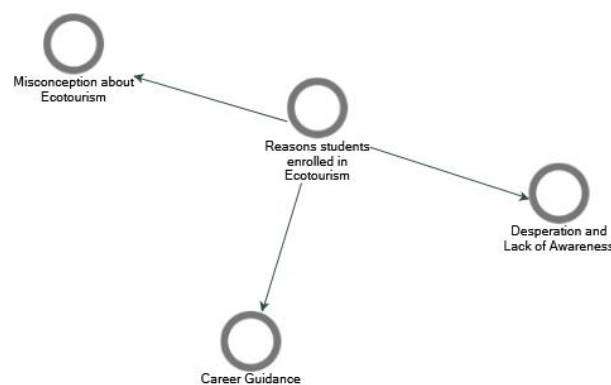 Misconception about
Ecotourism
Reasons students
enrolled in
Ecotourism
Desperation and
Lack of Awareness
Career Guidance